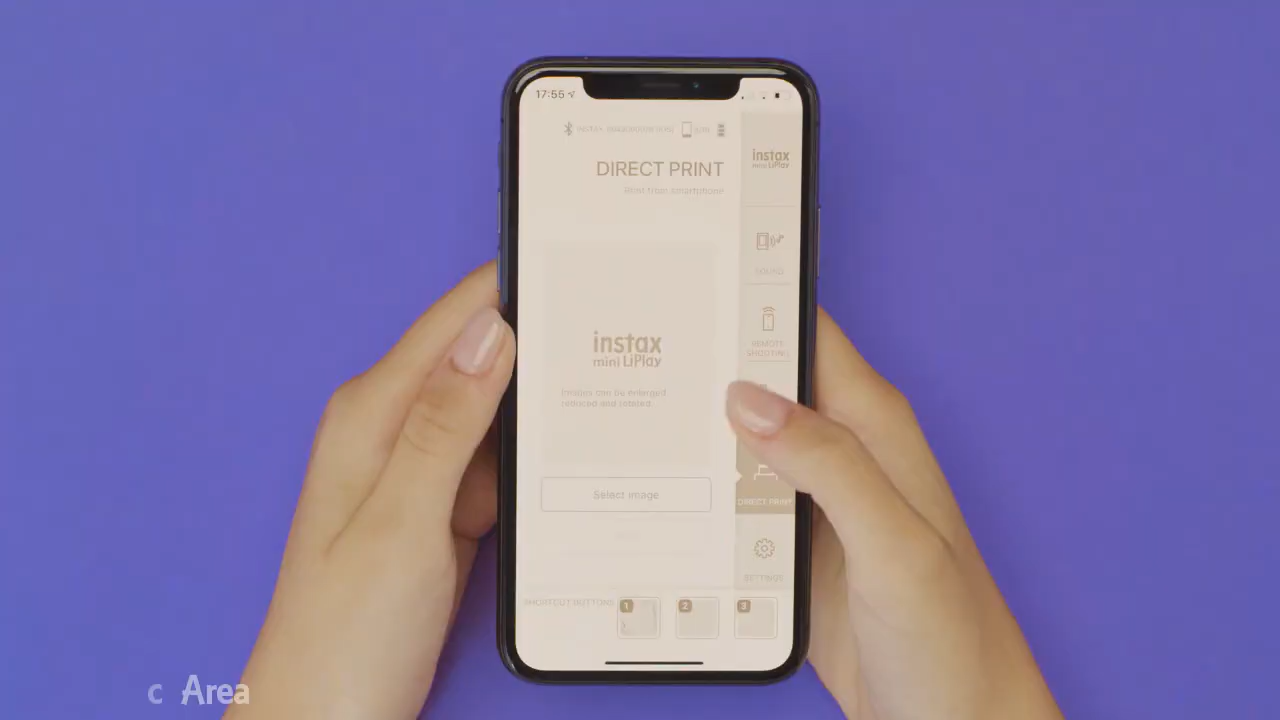 17:55
DIRECT PRINT
Print from smartphone
instax
mini LiPlay
SOUND
REMOTE
SHOOTING
instax
mini LiPlay
Images can be enlarged
reduced and rotated.
Select image
DIRECT PRINT
SETTINGS
SHORTCUT BUTTONS
1
2
3
c Area